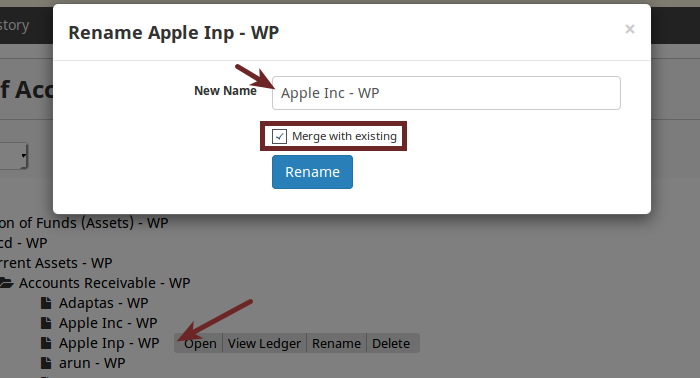 story
Rename Apple Inp - WP
×
New Name
Apple Inc - WP
Merge with existing
Rename
f Acc
on of Funds (Assets) - WP
cd - WP
rrent Assets - WP
Accounts Receivable - WP
Adaptas - WP
Apple Inc - WP
Apple Inp - WP Open View Ledger Rename Delete
arun - WP